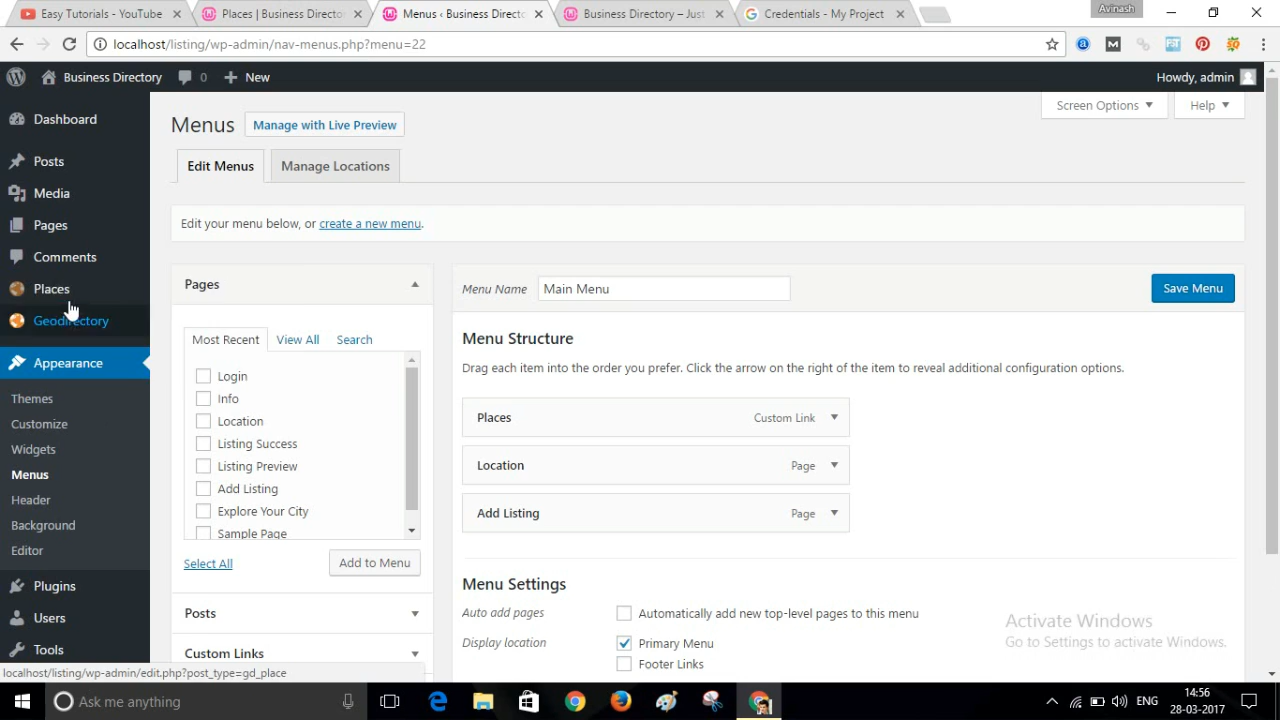 Easy Tutorials - YouTube
Places | Business Director
Menus ‹ Business Directo
Business Directory – Just
Credentials - My Project
Avinash
localhost/listing/wp-admin/nav-menus.php?menu=22
Business Directory
0
New
Howdy, admin
Dashboard
Posts
Media
Pages
Comments
Places
Geodirectory
Appearance
Themes
Customize
Widgets
Menus
Header
Background
Editor
Plugins
Users
Tools
Screen Options
Help
Menus
Manage with Live Preview
Edit Menus
Manage Locations
Edit your menu below, or create a new menu.
Pages
Most Recent
View All
Search
Login
Info
Location
Listing Success
Listing Preview
Add Listing
Explore Your City
Sample Page
Select All
Add to Menu
Posts
Custom Links
Menu Name
Main Menu
Save Menu
Menu Structure
Drag each item into the order you prefer. Click the arrow on the right of the item to reveal additional configuration options.
Places
Custom Link
Location
Page
Add Listing
Page
Menu Settings
Auto add pages
Automatically add new top-level pages to this menu
Display location
Primary Menu
Footer Links
Activate Windows
Go to Settings to activate Windows.
localhost/listing/wp-admin/edit.php?post_type=gd_place
Ask me anything
ENG
14:56
28-03-2017